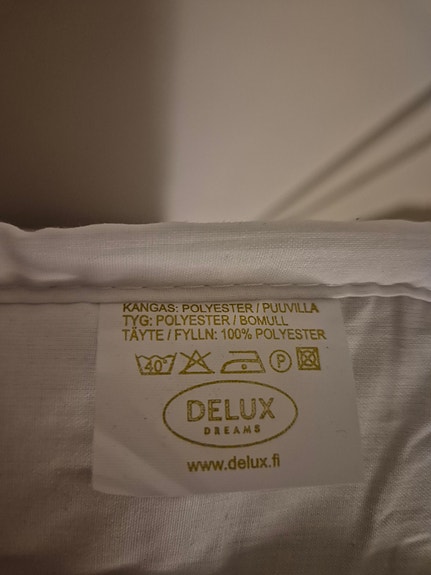 KANGAS: POLYESTER / PUUVILLA
TYG: POLYESTER / BOMULL
TÄYTE / FYLLN: 100% POLYESTER
40° P
DELUX
DREAMS
www.delux.fi